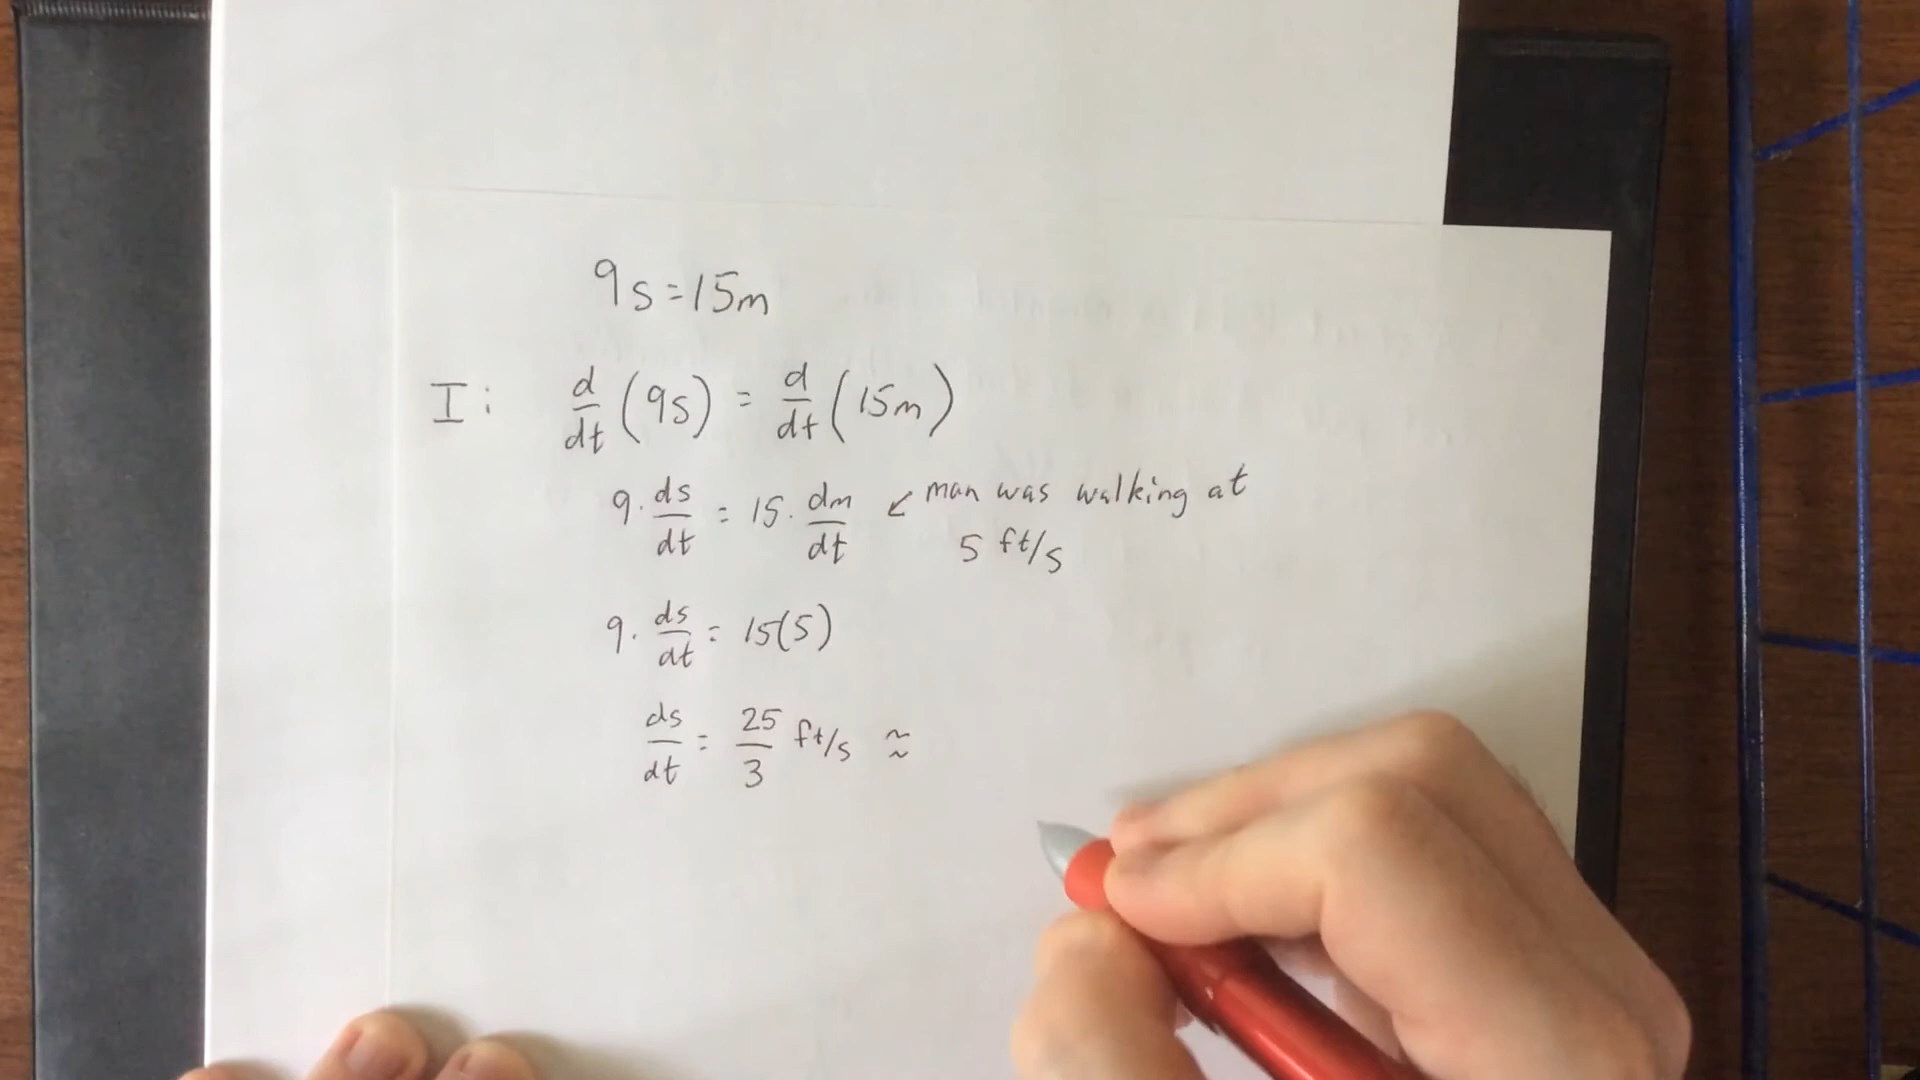 9s=15m
I: d/dt (9s) = d/dt (15m)
9· ds/dt = 15· dm/dt ↙ man was walking at
5 ft/s
9· ds/dt = 15(5)
ds/dt = 25/3 ft/s ≈